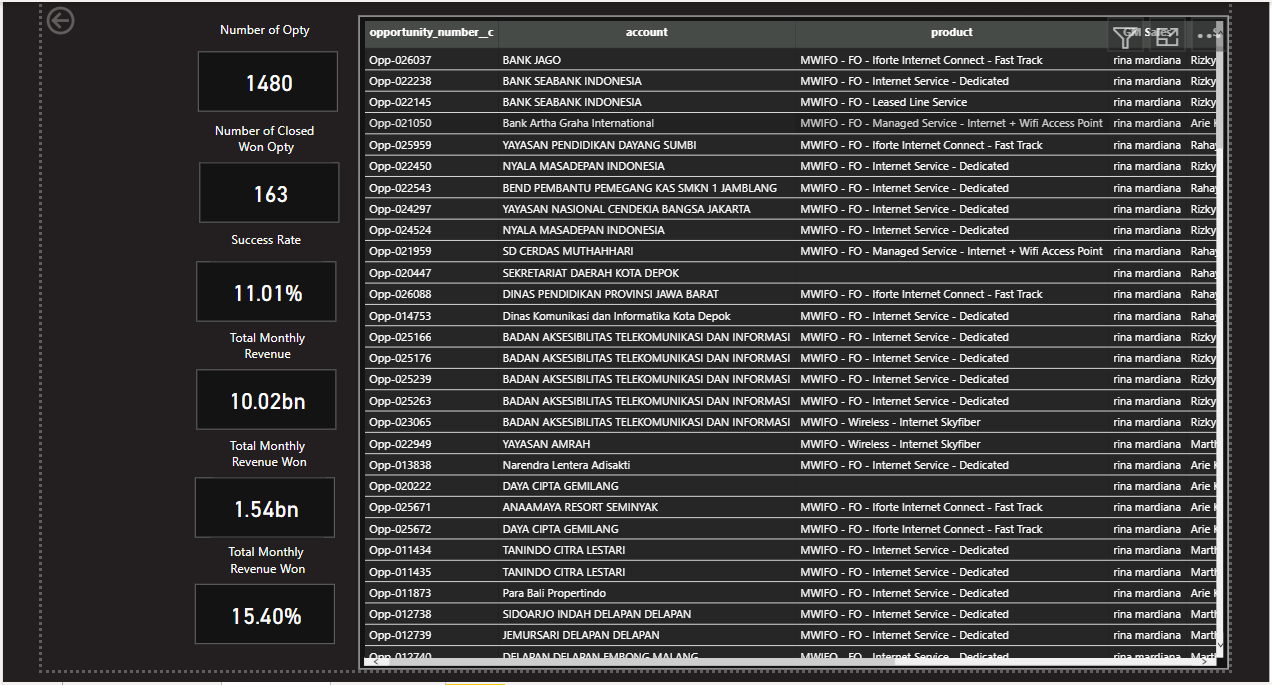 Number of Opty
1480
Number of Closed
Won Opty
163
Success Rate
11.01%
Total Monthly
Revenue
10.02bn
Total Monthly
Revenue Won
1.54bn
Total Monthly
Revenue Won
15.40%
opportunity_number__c account product GM Sales
Opp-026037 BANK JAGO MWIFO - FO - Iforte Internet Connect - Fast Track rina mardiana Rizky
Opp-022238 BANK SEABANK INDONESIA MWIFO - FO - Internet Service - Dedicated rina mardiana Rizky
Opp-022145 BANK SEABANK INDONESIA MWIFO - FO - Leased Line Service rina mardiana Rizky
Opp-021050 Bank Artha Graha International MWIFO - FO - Managed Service - Internet + Wifi Access Point rina mardiana Arie
Opp-025959 YAYASAN PENDIDIKAN DAYANG SUMBI MWIFO - FO - Iforte Internet Connect - Fast Track rina mardiana Rahay
Opp-022450 NYALA MASADEPAN INDONESIA MWIFO - FO - Internet Service - Dedicated rina mardiana Rizky
Opp-022543 BEND PEMBANTU PEMEGANG KAS SMKN 1 JAMBLANG MWIFO - FO - Internet Service - Dedicated rina mardiana Rahay
Opp-024297 YAYASAN NASIONAL CENDEKIA BANGSA JAKARTA MWIFO - FO - Internet Service - Dedicated rina mardiana Rizky
Opp-024524 NYALA MASADEPAN INDONESIA MWIFO - FO - Internet Service - Dedicated rina mardiana Rizky
Opp-021959 SD CERDAS MUTHAHHARI MWIFO - FO - Managed Service - Internet + Wifi Access Point rina mardiana Rahay
Opp-020447 SEKRETARIAT DAERAH KOTA DEPOK rina mardiana Rahay
Opp-026088 DINAS PENDIDIKAN PROVINSI JAWA BARAT MWIFO - FO - Iforte Internet Connect - Fast Track rina mardiana Rahay
Opp-014753 Dinas Komunikasi dan Informatika Kota Depok MWIFO - FO - Internet Service - Dedicated rina mardiana Rahay
Opp-025166 BADAN AKSESIBILITAS TELEKOMUNIKASI DAN INFORMASI MWIFO - FO - Internet Service - Dedicated rina mardiana Rizky
Opp-025176 BADAN AKSESIBILITAS TELEKOMUNIKASI DAN INFORMASI MWIFO - FO - Internet Service - Dedicated rina mardiana Rizky
Opp-025239 BADAN AKSESIBILITAS TELEKOMUNIKASI DAN INFORMASI MWIFO - FO - Internet Service - Dedicated rina mardiana Rizky
Opp-025263 BADAN AKSESIBILITAS TELEKOMUNIKASI DAN INFORMASI MWIFO - FO - Internet Service - Dedicated rina mardiana Rizky
Opp-023065 BADAN AKSESIBILITAS TELEKOMUNIKASI DAN INFORMASI MWIFO - Wireless - Internet Skyfiber rina mardiana Rizky
Opp-022949 YAYASAN AMRAH MWIFO - Wireless - Internet Skyfiber rina mardiana Marth
Opp-013838 Narendra Lentera Adisakti MWIFO - FO - Internet Service - Dedicated rina mardiana Arie
Opp-020222 DAYA CIPTA GEMILANG rina mardiana Arie
Opp-025671 ANAAMAYA RESORT SEMINYAK MWIFO - FO - Iforte Internet Connect - Fast Track rina mardiana Arie
Opp-025672 DAYA CIPTA GEMILANG MWIFO - FO - Iforte Internet Connect - Fast Track rina mardiana Arie
Opp-011434 TANINDO CITRA LESTARI MWIFO - FO - Internet Service - Dedicated rina mardiana Marth
Opp-011435 TANINDO CITRA LESTARI MWIFO - FO - Internet Service - Dedicated rina mardiana Marth
Opp-011873 Para Bali Propertindo MWIFO - FO - Internet Service - Dedicated rina mardiana Arie
Opp-012738 SIDOARJO INDAH DELAPAN DELAPAN MWIFO - FO - Internet Service - Dedicated rina mardiana Marth
Opp-012739 JEMURSARI DELAPAN DELAPAN MWIFO - FO - Internet Service - Dedicated rina mardiana Marth
Opp-012740 DELAPAN DELAPAN EMBONG MALANG MWIFO - FO - Internet Service - Dedicated rina mardiana Marth